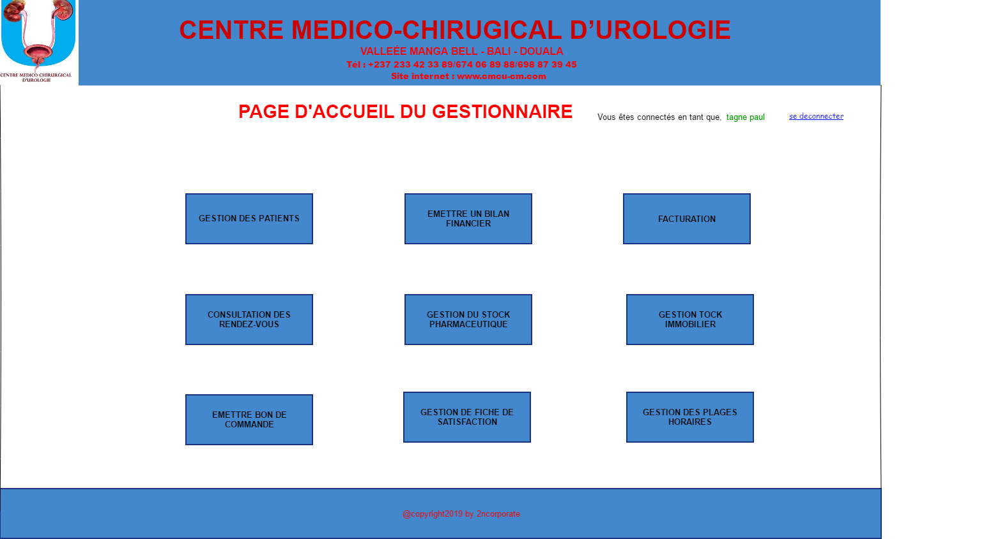 CENTRE MEDICO-CHIRUGICAL D’UROLOGIE
VALLEÉE MANGA BELL - BALI - DOUALA
Tél : +237 233 42 33 89/674 06 89 88/698 87 39 45
Site internet : www.cmcu-cm.com
CENTRE MEDICO-CHIRURGICAL
D'UROLOGIE
PAGE D'ACCUEIL DU GESTIONNAIRE
Vous êtes connectés en tant que, tagne paul
se deconnecter
GESTION DES PATIENTS
EMETTRE UN BILAN
FINANCIER
FACTURATION
CONSULTATION DES
RENDEZ-VOUS
GESTION DU STOCK
PHARMACEUTIQUE
GESTION TOCK
IMMOBILIER
EMETTRE BON DE
COMMANDE
GESTION DE FICHE DE
SATISFACTION
GESTION DES PLAGES
HORAIRES
@copyright2019 by 2ncorporate